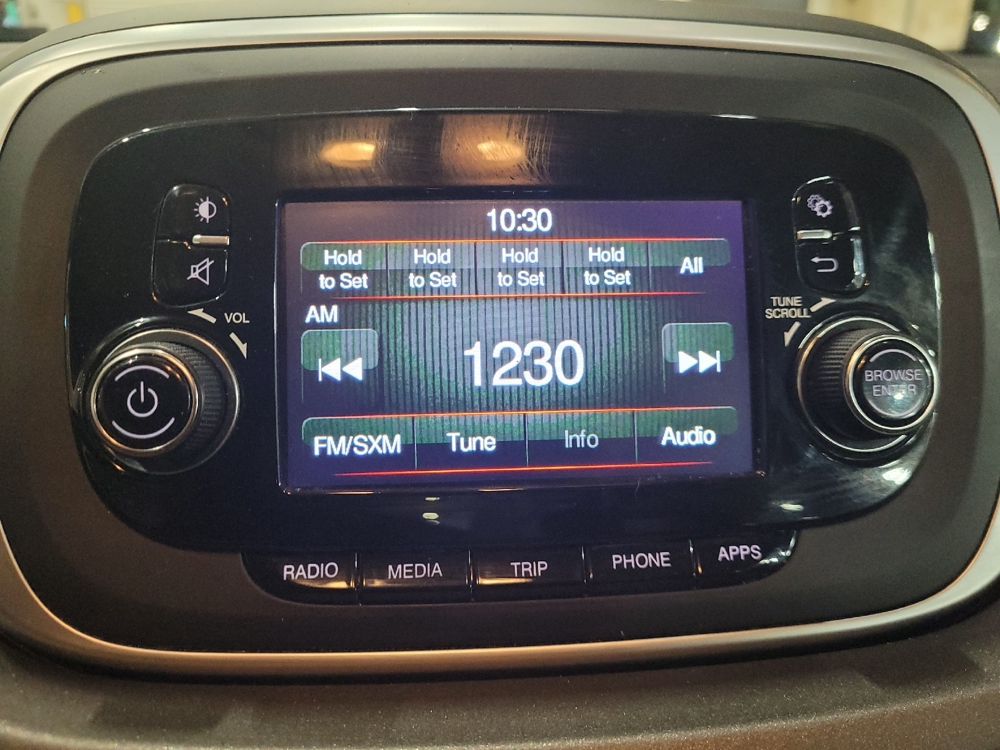 10:30
Hold to Set
Hold to Set
Hold to Set
Hold to Set
All
AM
1230
FM/SXM
Tune
Info
Audio
VOL
TUNE
SCROLL
BROWSE
ENTER
RADIO
MEDIA
TRIP
PHONE
APPS